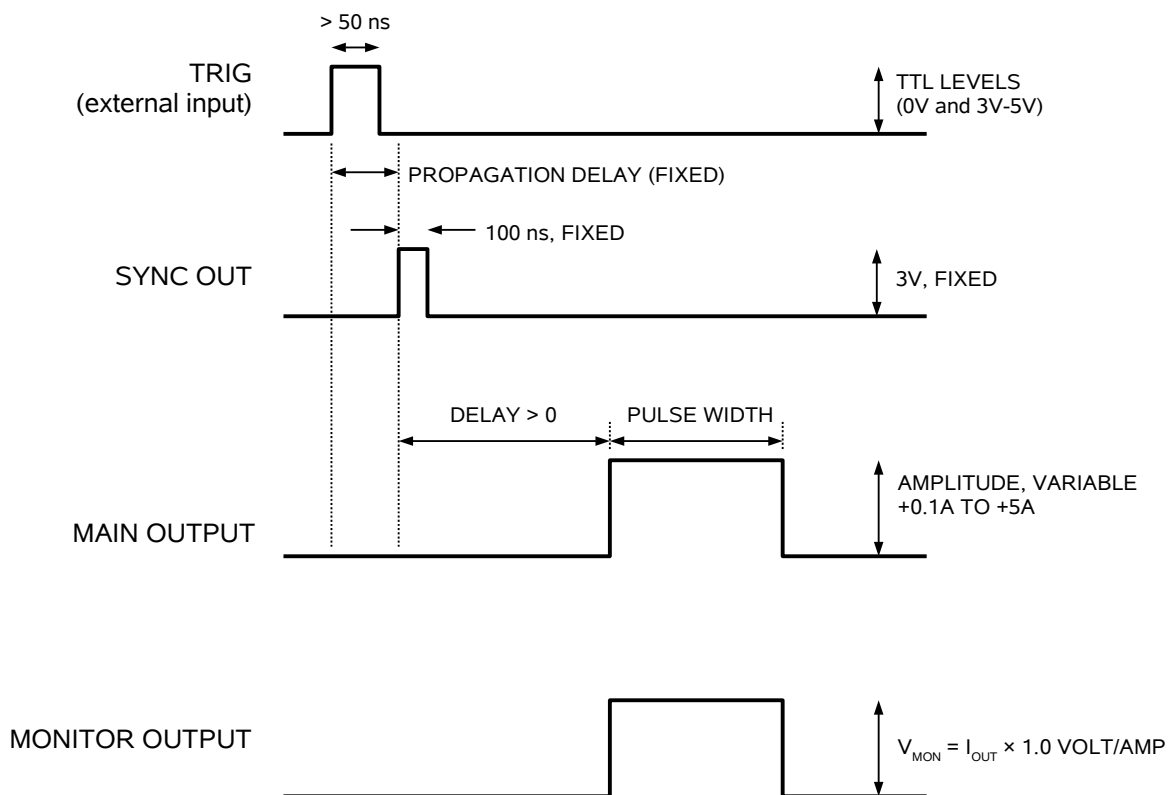 > 50 ns
TRIG
(external input)
TTL LEVELS
(0V and 3V-5V)
PROPAGATION DELAY (FIXED)
100 ns, FIXED
SYNC OUT
3V, FIXED
DELAY > 0
PULSE WIDTH
AMPLITUDE, VARIABLE
+0.1A TO +5A
MAIN OUTPUT
MONITOR OUTPUT
V_MON = I_OUT × 1.0 VOLT/AMP